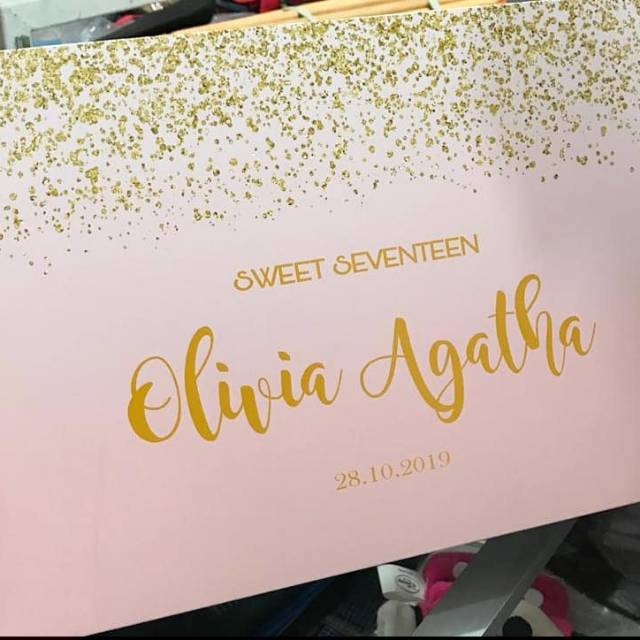 SWEET SEVENTEEN
Olivia Agatha
28.10.2019